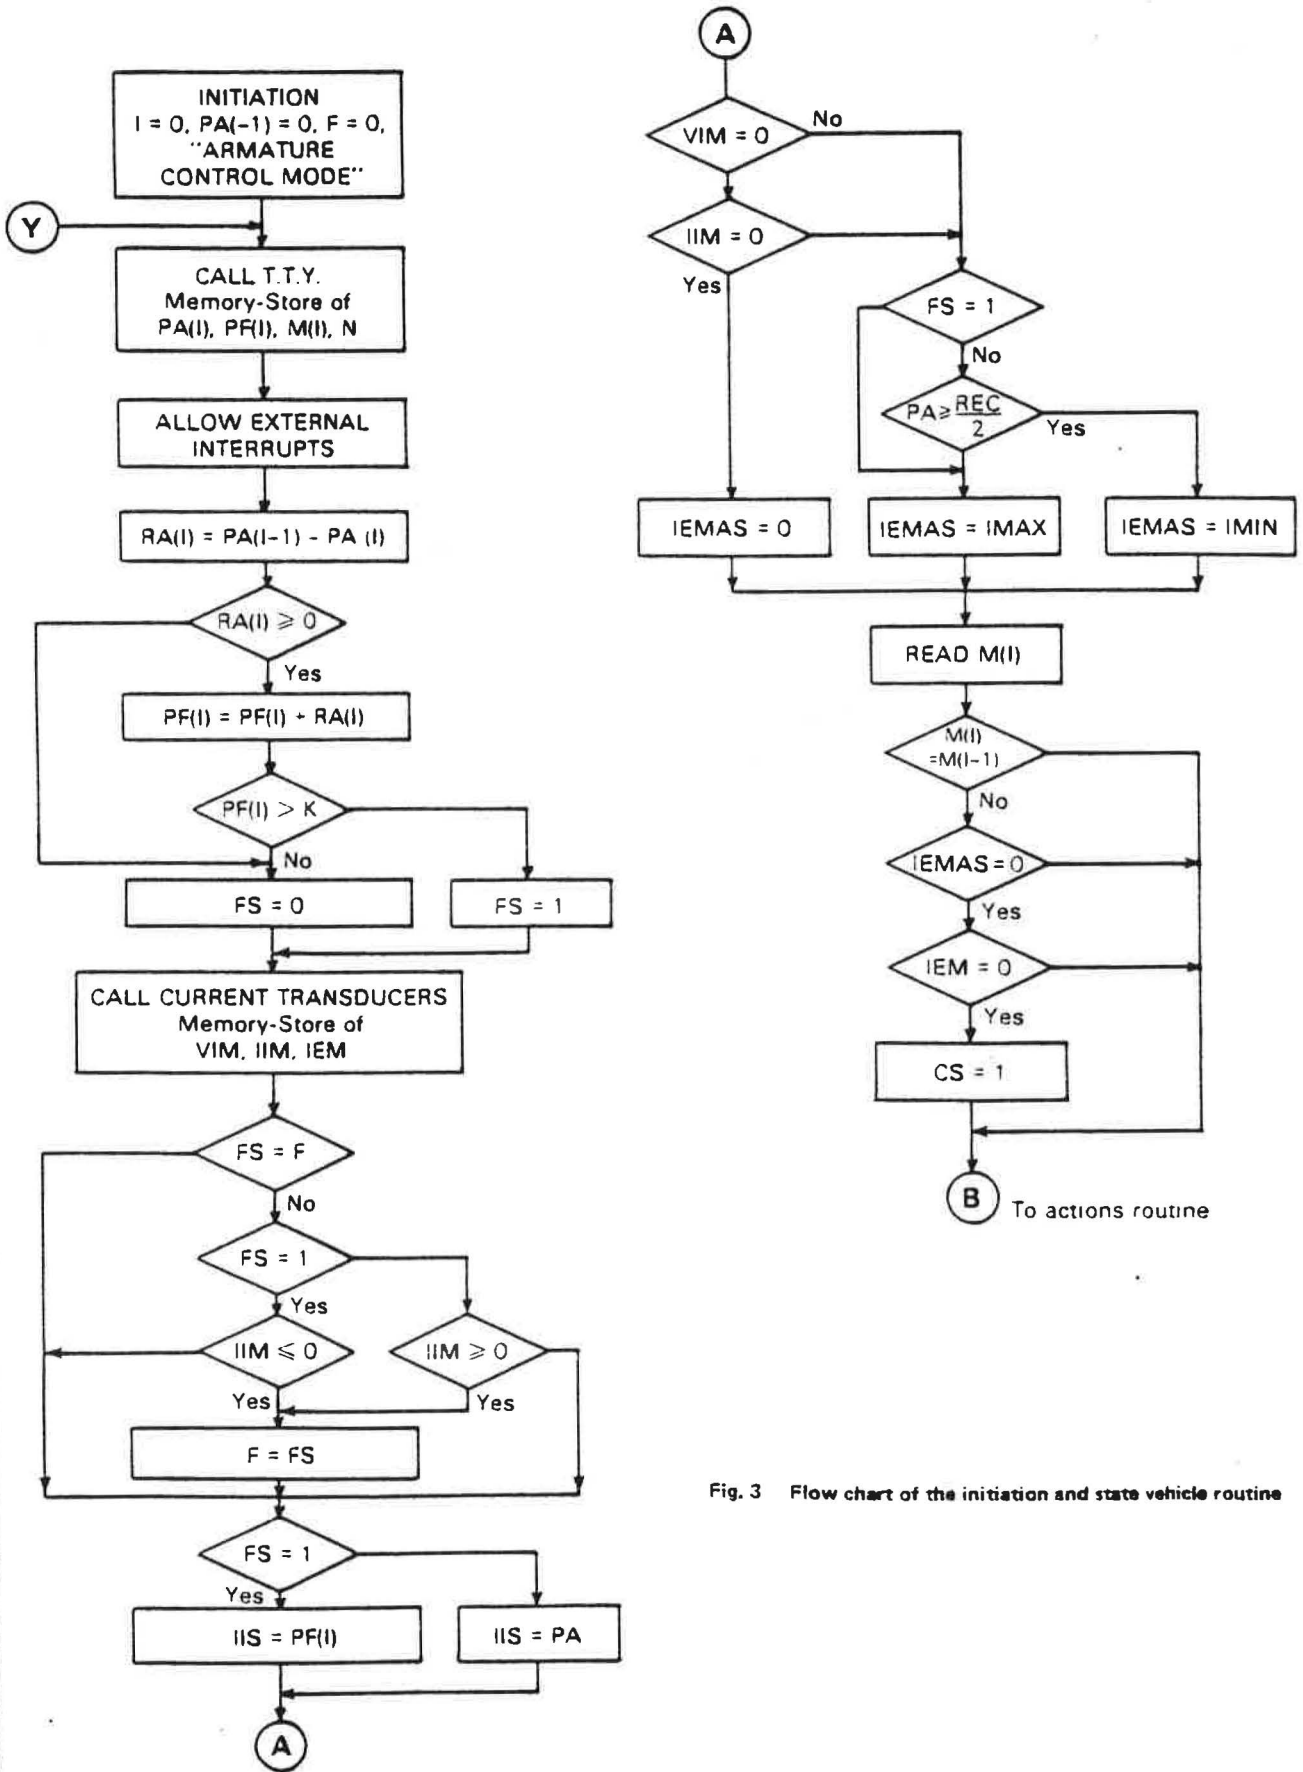 INITIATION
I = 0, PA(-1) = 0, F = 0,
"ARMATURE
CONTROL MODE"
Y
CALL T.T.Y.
Memory-Store of
PA(I), PF(I), M(I), N
ALLOW EXTERNAL
INTERRUPTS
RA(I) = PA(I-1) - PA (I)
RA(I) ⩾ 0
Yes
PF(I) = PF(I) + RA(I)
PF(I) > K
No
FS = 0
FS = 1
CALL CURRENT TRANSDUCERS
Memory-Store of
VIM, IIM, IEM
FS = F
No
FS = 1
Yes
IIM ⩽ 0
IIM ⩾ 0
Yes
Yes
F = FS
FS = 1
Yes
IIS = PF(I)
IIS = PA
A
A
VIM = 0
No
IIM = 0
Yes
FS = 1
No
PA ⩾ REC
2
Yes
IEMAS = 0
IEMAS = IMAX
IEMAS = IMIN
READ M(I)
M(I)
=M(I-1)
No
IEMAS = 0
Yes
IEM = 0
Yes
CS = 1
B
To actions routine
Fig. 3 Flow chart of the initiation and state vehicle routine